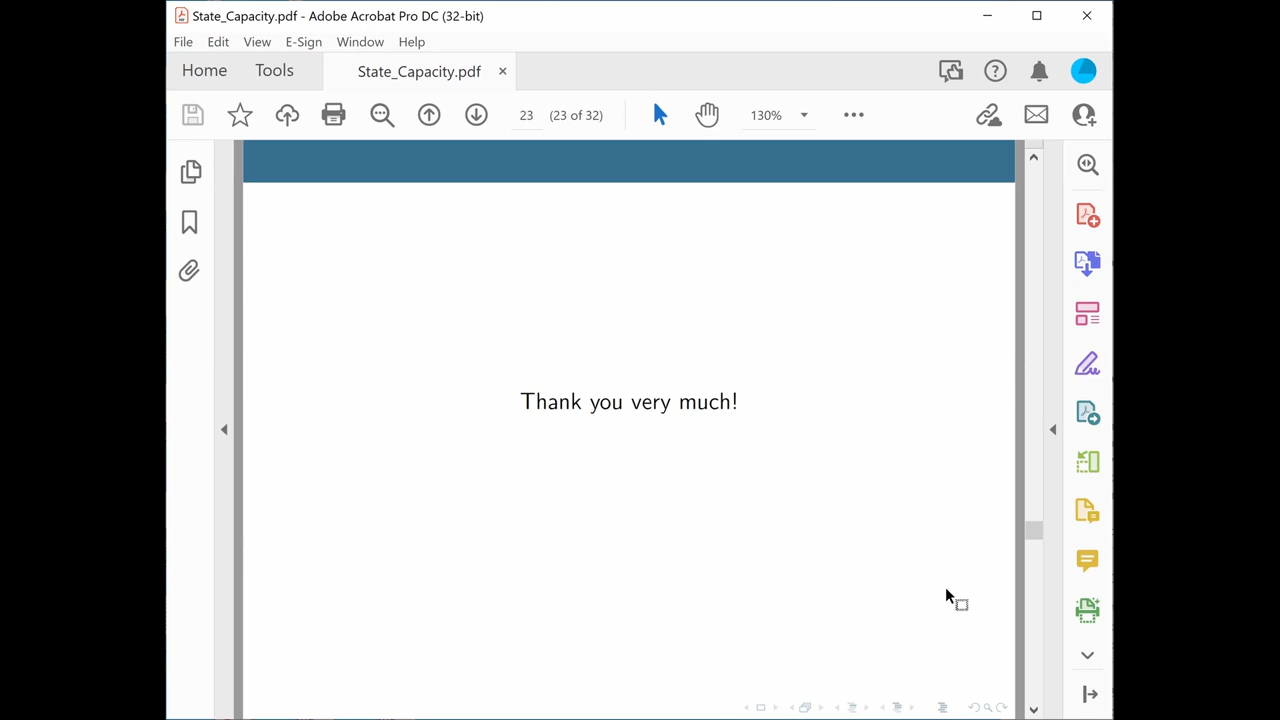 State_Capacity.pdf - Adobe Acrobat Pro DC (32-bit)
File Edit View E-Sign Window Help
Home Tools State_Capacity.pdf
23 (23 of 32) 130%
Thank you very much!